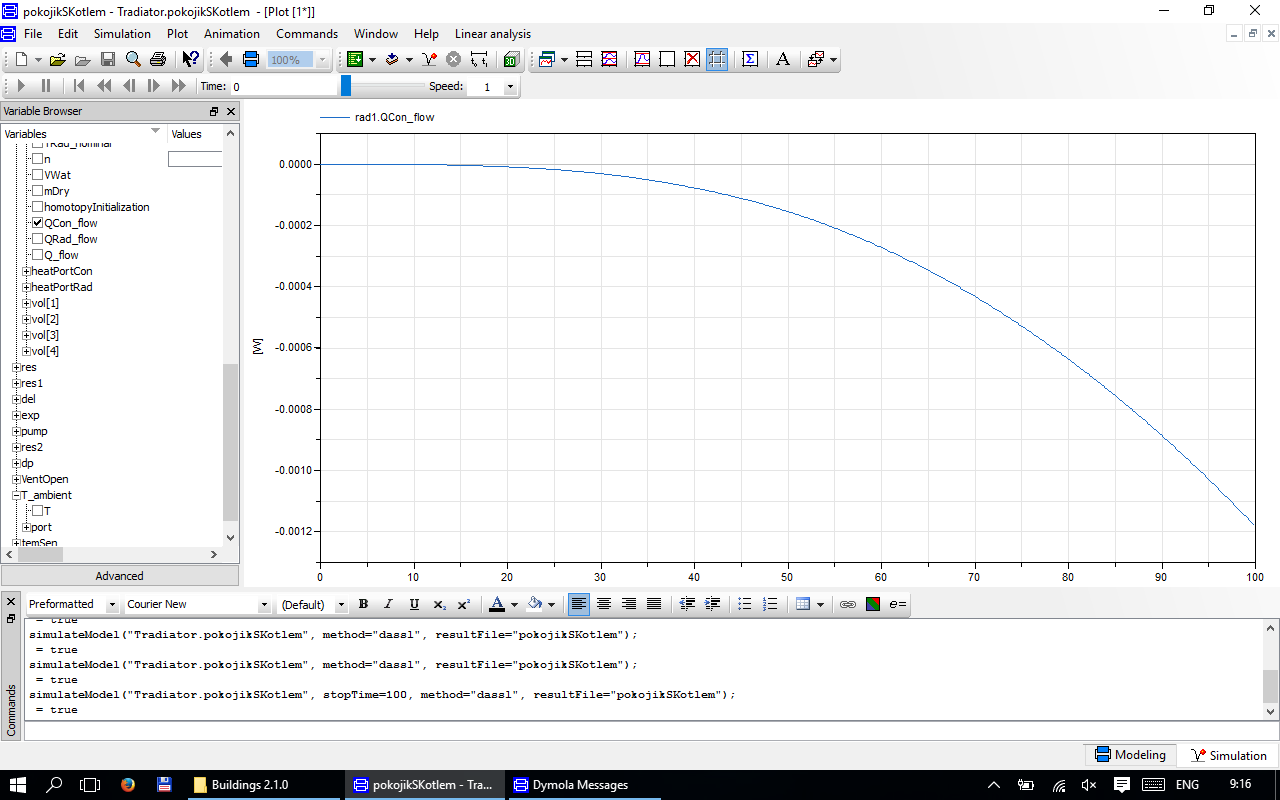 pokojikSKotlem - Tradiator.pokojikSKotlem - [Plot [1*]]
File Edit Simulation Plot Animation Commands Window Help Linear analysis
100%
3D
Σ A
Time: 0 Speed: 1
Variable Browser
Variables Values
TRad_nominal
n
VWat
mDry
homotopyInitialization
QCon_flow
QRad_flow
Q_flow
heatPortCon
heatPortRad
vol[1]
vol[2]
vol[3]
vol[4]
res
res1
del
exp
pump
res2
dp
VentOpen
T_ambient
T
port
temSen
Advanced
rad1.QCon_flow
0.0000
-0.0002
-0.0004
-0.0006
-0.0008
-0.0010
-0.0012
[W]
0 10 20 30 40 50 60 70 80 90 100
Preformatted Courier New (Default) B I U x₂ x² A e=
= true
simulateModel("Tradiator.pokojikSKotlem", method="dassl", resultFile="pokojikSKotlem");
= true
simulateModel("Tradiator.pokojikSKotlem", method="dassl", resultFile="pokojikSKotlem");
= true
simulateModel("Tradiator.pokojikSKotlem", stopTime=100, method="dassl", resultFile="pokojikSKotlem");
= true
Commands
Modeling Simulation
Buildings 2.1.0 pokojikSKotlem - Tra... Dymola Messages ENG 9:16